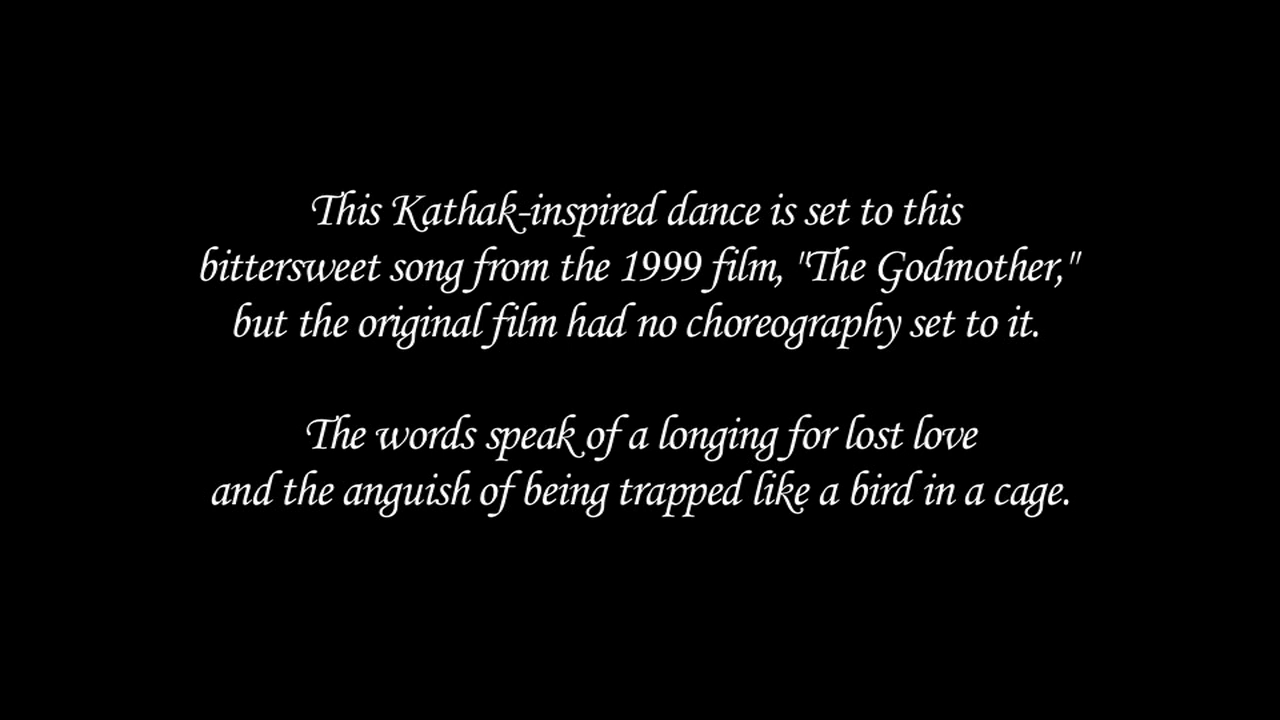 This Kathak-inspired dance is set to this
bittersweet song from the 1999 film, "The Godmother,"
but the original film had no choreography set to it.
The words speak of a longing for lost love
and the anguish of being trapped like a bird in a cage.